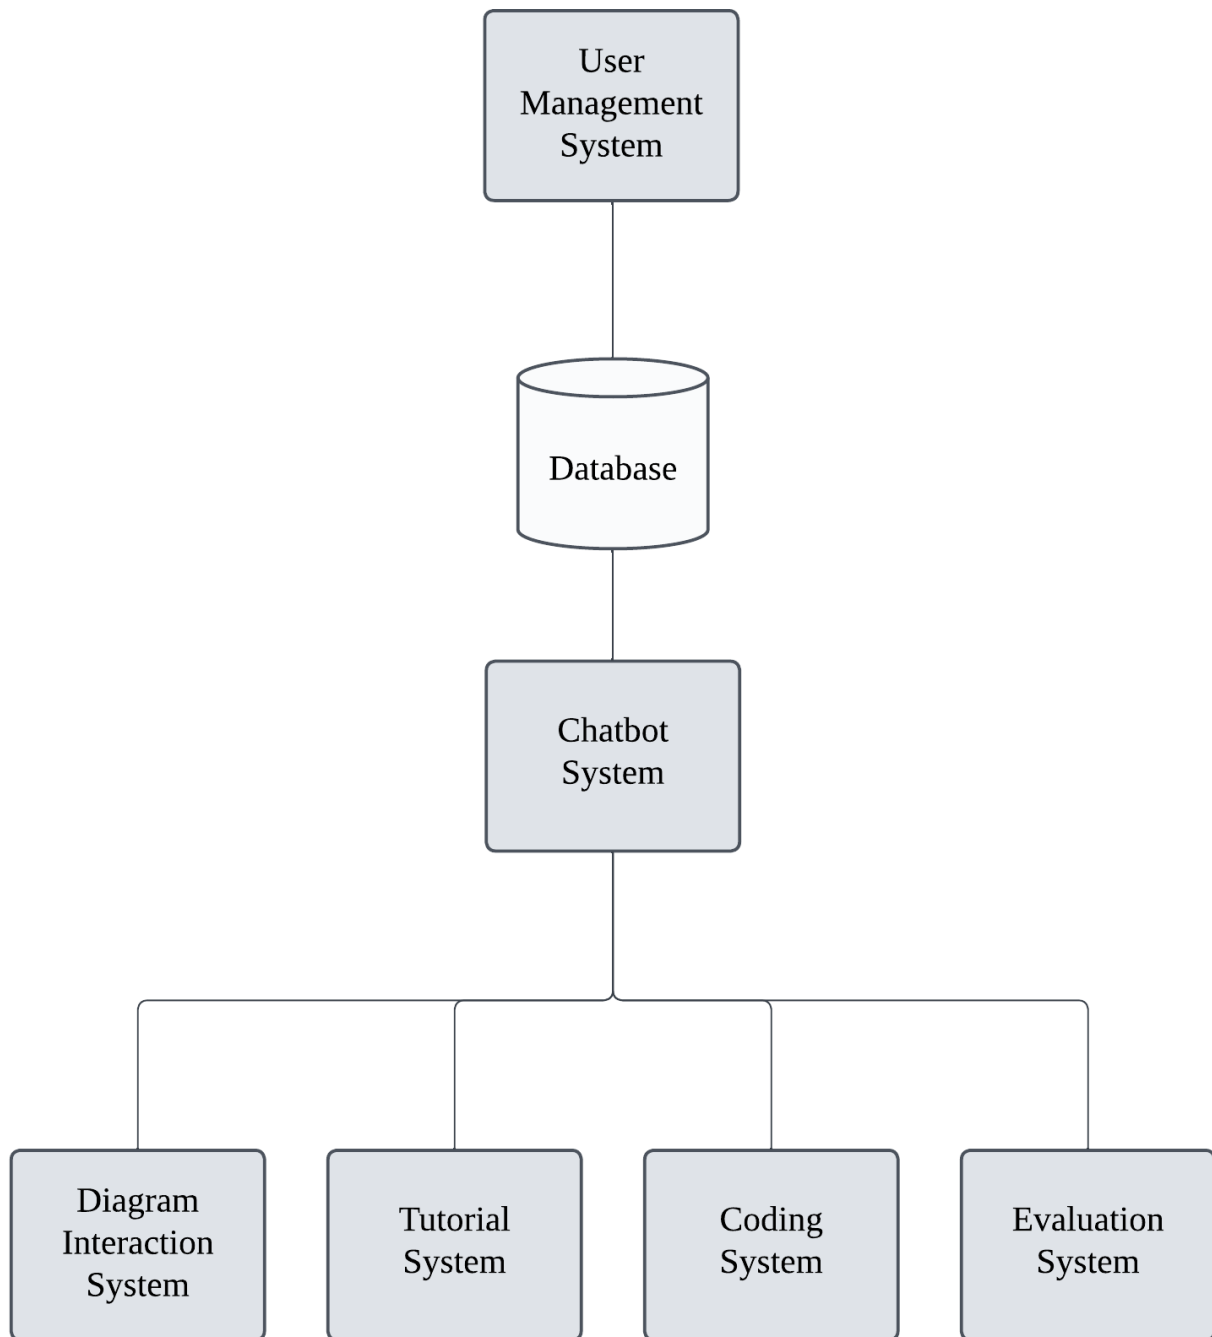 User
Management
System
Database
Chatbot
System
Diagram
Interaction
System
Tutorial
System
Coding
System
Evaluation
System